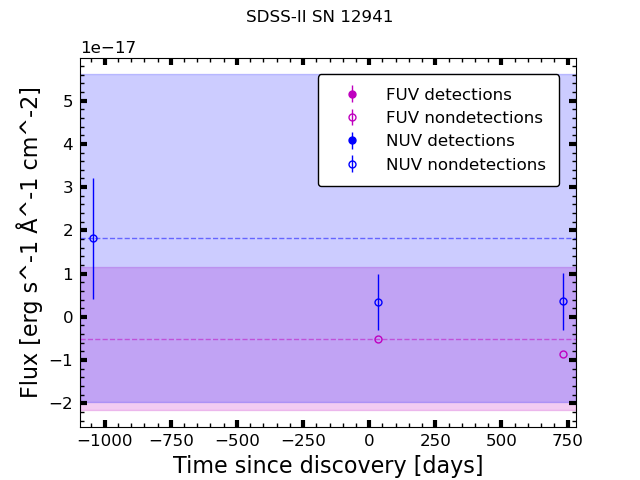 SDSS-II SN 12941
1e−17
FUV detections
FUV nondetections
NUV detections
NUV nondetections
5
4
3
2
1
0
−1
−2
Flux [erg s^-1 Å^-1 cm^-2]
−1000 −750 −500 −250 0 250 500 750
Time since discovery [days]